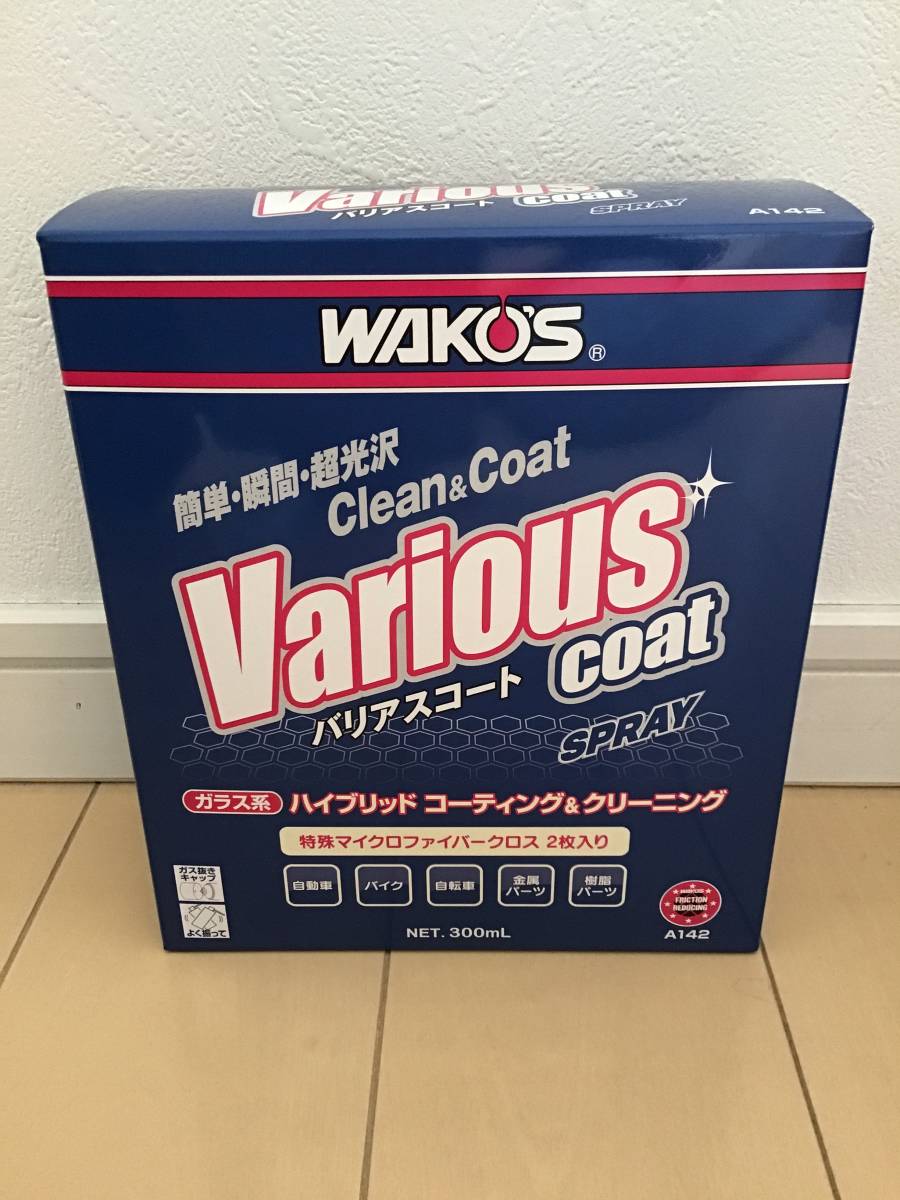 Various
バリアスコート coat SPRAY A142
WAKO'S®
簡単・瞬間・超光沢
Clean&Coat
Various
バリアスコート coat
SPRAY
ガラス系 ハイブリッド コーティング&クリーニング
特殊マイクロファイバークロス 2枚入り
ガス抜き
キャップ
自動車 バイク 自転車 金属パーツ 樹脂パーツ
WAKO'S
FRICTION
REDUCING
よく振って
NET. 300mL
A142